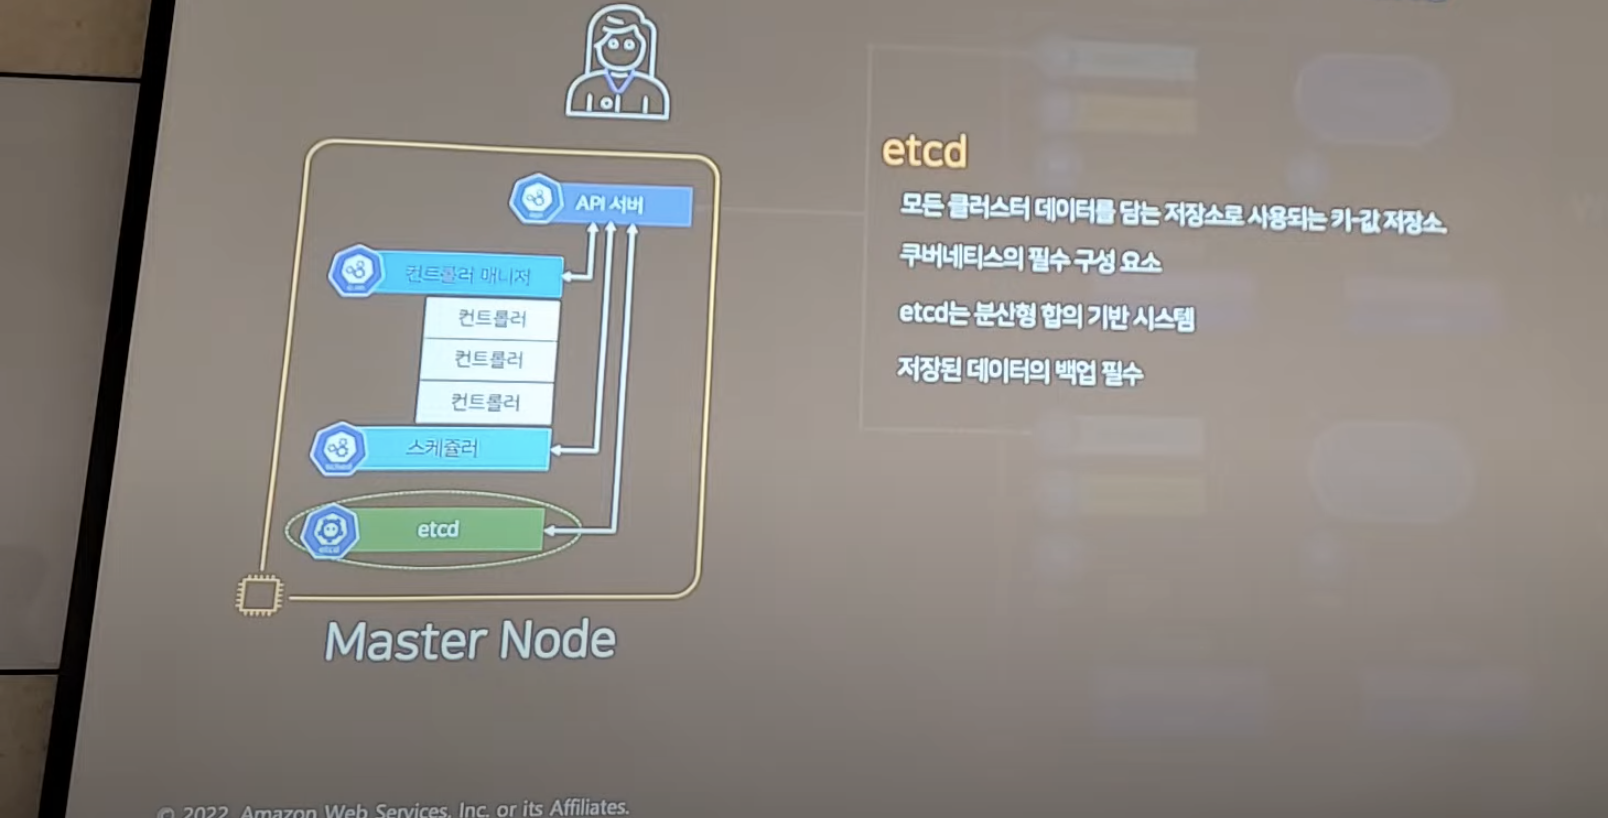 API 서버
컨트롤러 매니저
컨트롤러
컨트롤러
컨트롤러
스케쥴러
etcd
etcd
Master Node
etcd
모든 클러스터 데이터를 담는 저장소로 사용되는 키-값 저장소.
쿠버네티스의 필수 구성 요소
etcd는 분산형 합의 기반 시스템
저장된 데이터의 백업 필수
© 2022, Amazon Web Services, Inc. or its Affiliates.